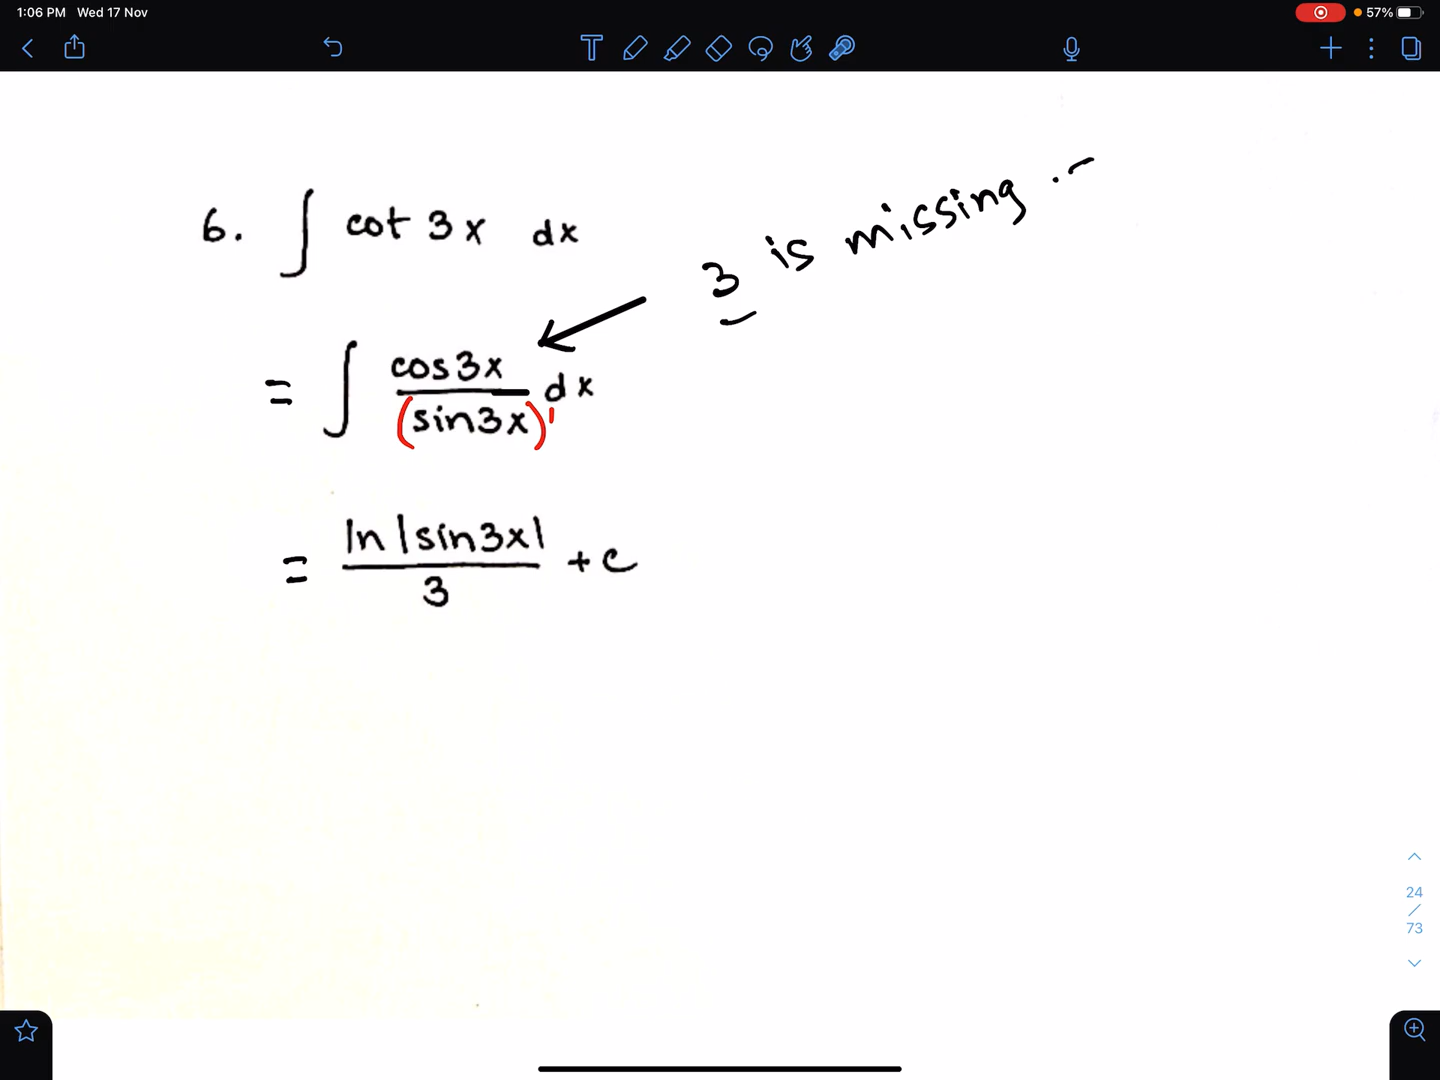 1:06 PM Wed 17 Nov
57%
6. ∫ cot 3x dx
3 is missing ..
= ∫ cos3x / (sin3x)' dx
= ln |sin3x| / 3 + c
24
/
73